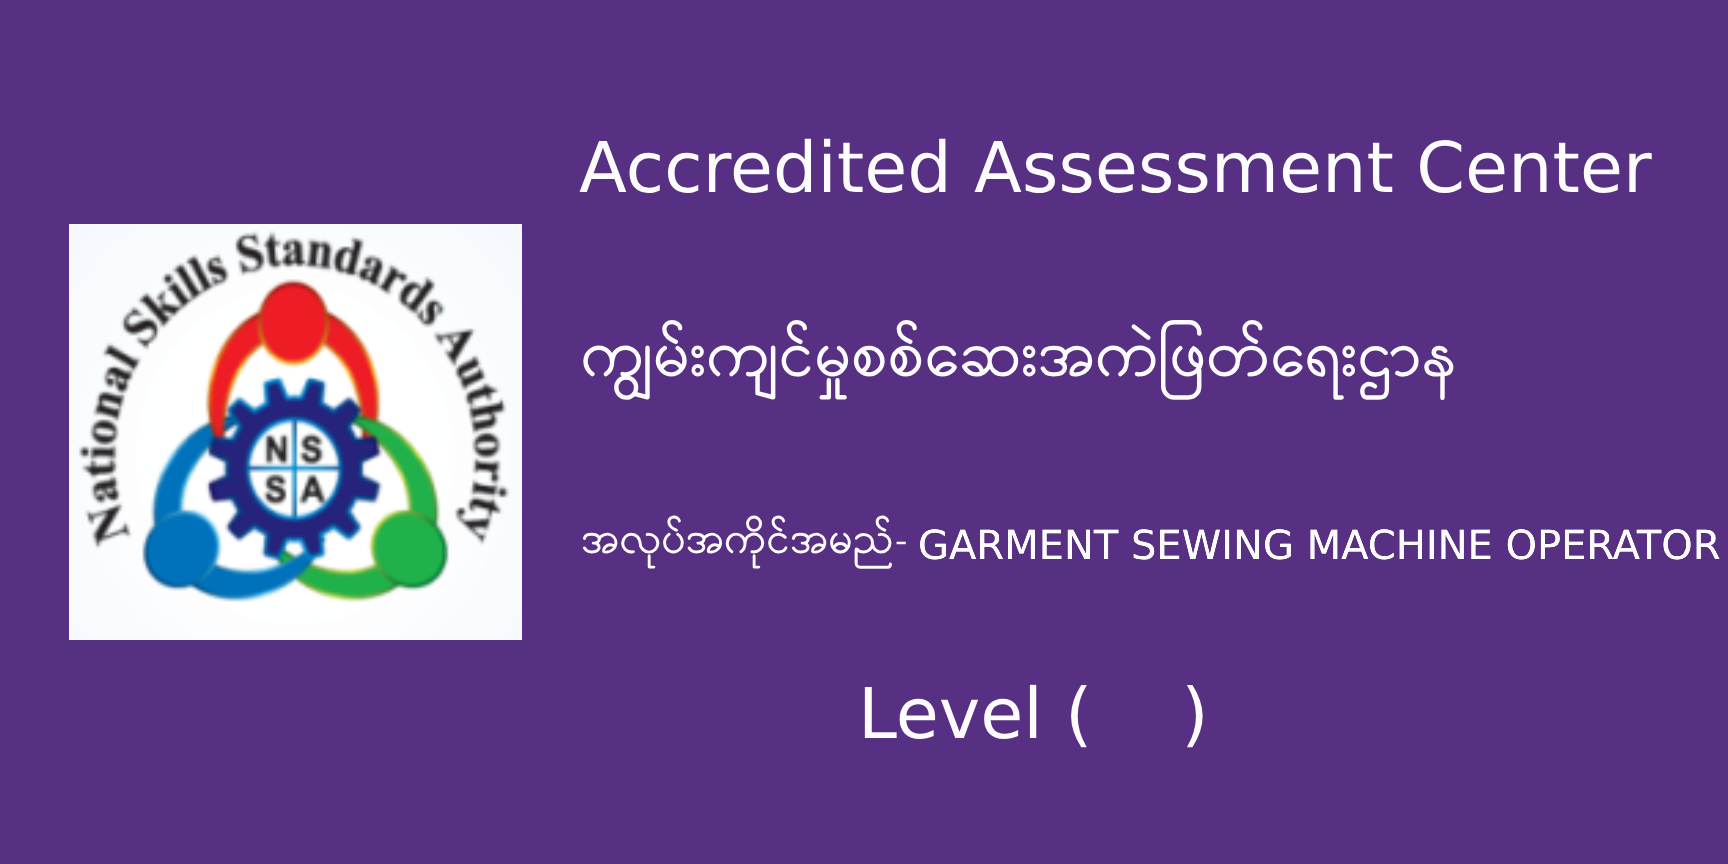 Accredited Assessment Center
National Skills Standards Authority
N S
S A
ကျွမ်းကျင်မှုစစ်ဆေးအကဲဖြတ်ရေးဌာန
အလုပ်အကိုင်အမည်- GARMENT SEWING MACHINE OPERATOR
Level ( )